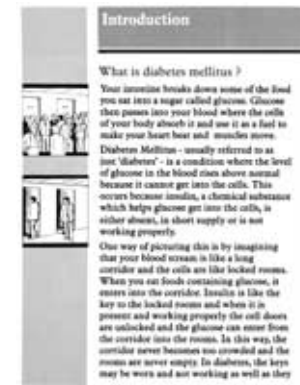 Introduction
What is diabetes mellitus ?
Your intestine breaks down some of the food
you eat into a sugar called glucose. Glucose
then passes into your blood where the cells
of your body absorb it and use it as a fuel to
make your heart beat and muscles move.
Diabetes Mellitus - usually referred to as
just 'diabetes' - is a condition where the level
of glucose in the blood rises above normal
because it cannot get into the cells. This
occurs because insulin, a chemical substance
which helps glucose get into the cells, is
either absent, in short supply or is not
working properly.
One way of picturing this is by imagining
that your blood stream is like a long
corridor and the cells are like locked rooms.
When you eat foods containing glucose, it
enters into the corridor. Insulin is like the
key to the locked rooms and when it is
present and working properly the cell doors
are unlocked and the glucose can enter from
the corridor into the rooms. In this way, the
corridor never becomes too crowded and the
rooms are never empty. In diabetes, the keys
may be worn and not working as well as they